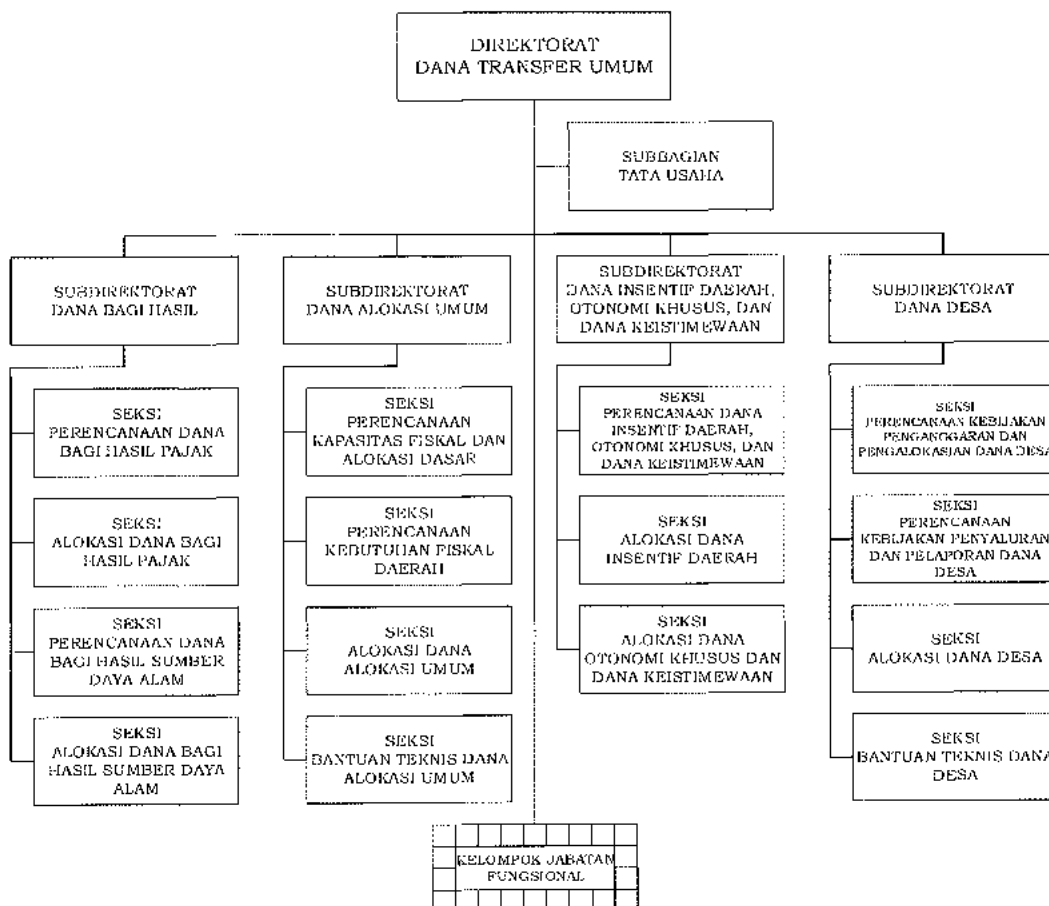 DIREKTORAT
DANA TRANSFER UMUM
SUBBAGIAN
TATA USAHA
SUBDIREKTORAT
DANA BAGI HASIL
SUBDIREKTORAT
DANA ALOKASI UMUM
SUBDIREKTORAT
DANA INSENTIF DAERAH,
OTONOMI KHUSUS, DAN
DANA KEISTIMEWAAN
SUBDIREKTORAT
DANA DESA
SEKSI
PERENCANAAN DANA
BAGI HASIL PAJAK
SEKSI
ALOKASI DANA BAGI
HASIL PAJAK
SEKSI
PERENCANAAN DANA
BAGI HASIL SUMBER
DAYA ALAM
SEKSI
ALOKASI DANA BAGI
HASIL SUMBER DAYA
ALAM
SEKSI
PERENCANAAN
KAPASITAS FISKAL DAN
ALOKASI DASAR
SEKSI
PERENCANAAN
KEBUTUHAN FISKAL
DAERAH
SEKSI
ALOKASI DANA
ALOKASI UMUM
SEKSI
BANTUAN TEKNIS DANA
ALOKASI UMUM
SEKSI
PERENCANAAN DANA
INSENTIF DAERAH,
OTONOMI KHUSUS, DAN
DANA KEISTIMEWAAN
SEKSI
ALOKASI DANA
INSENTIF DAERAH
SEKSI
ALOKASI DANA
OTONOMI KHUSUS DAN
DANA KEISTIMEWAAN
SEKSI
PERENCANAAN KEBIJAKAN
PENGANGGARAN DAN
PENGALOKASIAN DANA DESA
SEKSI
PERENCANAAN
KEBIJAKAN PENYALURAN
DAN PELAPORAN DANA
DESA
SEKSI
ALOKASI DANA DESA
SEKSI
BANTUAN TEKNIS DANA
DESA
KELOMPOK JABATAN
FUNGSIONAL